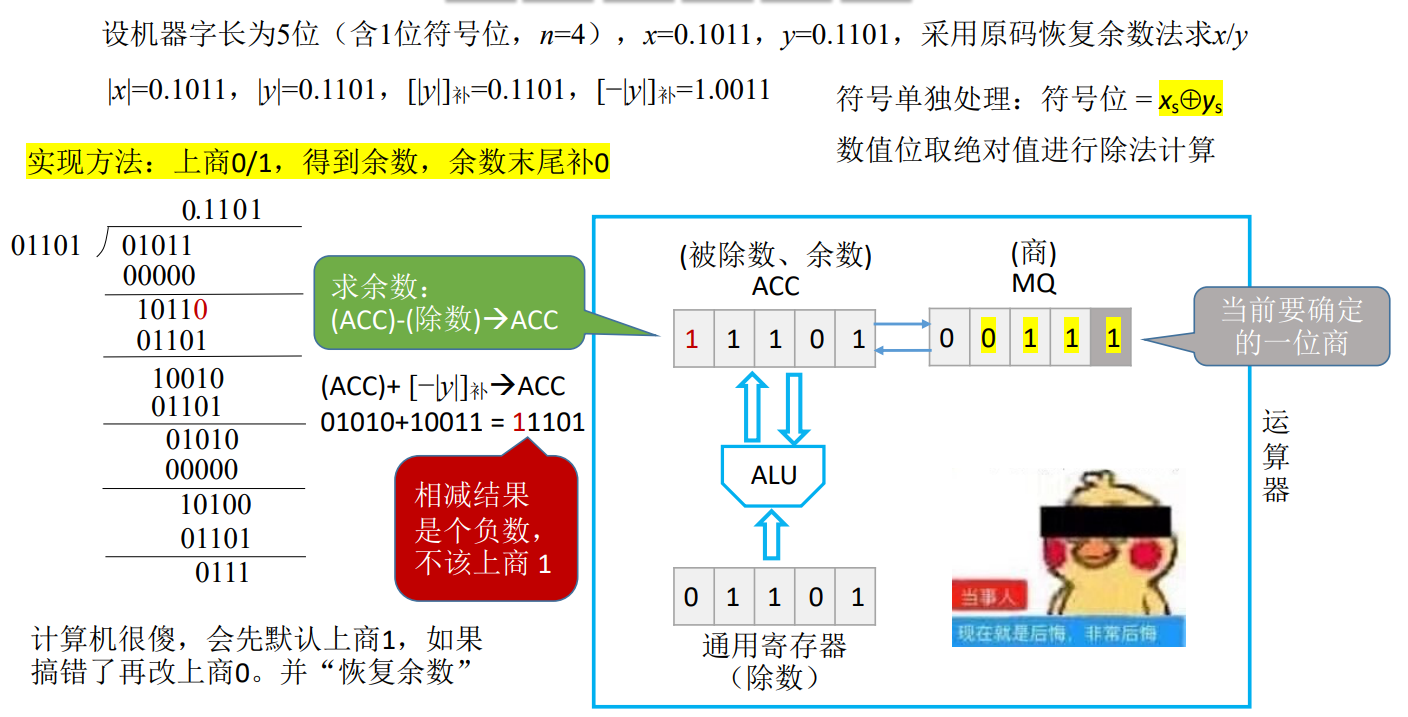 设机器字长为5位（含1位符号位，n=4），x=0.1011，y=0.1101，采用原码恢复余数法求x/y
|x|=0.1011，|y|=0.1101，[|y|]补=0.1101，[−|y|]补=1.0011
符号单独处理：符号位 = xs⊕ys
数值位取绝对值进行除法计算
实现方法：上商0/1，得到余数，余数末尾补0
0.1101
01101
01011
00000
10110
01101
10010
01101
01010
00000
10100
01101
0111
求余数：
(ACC)-(除数)→ACC
(ACC)+ [−|y|]补→ACC
01010+10011 = 11101
相减结果
是个负数，
不该上商 1
计算机很傻，会先默认上商1，如果
搞错了再改上商0。并“恢复余数”
(被除数、余数)
ACC
(商)
MQ
1 1 1 0 1
0 0 1 1 1
当前要确定
的一位商
ALU
0 1 1 0 1
通用寄存器
（除数）
运算器
当事人
现在就是后悔，非常后悔